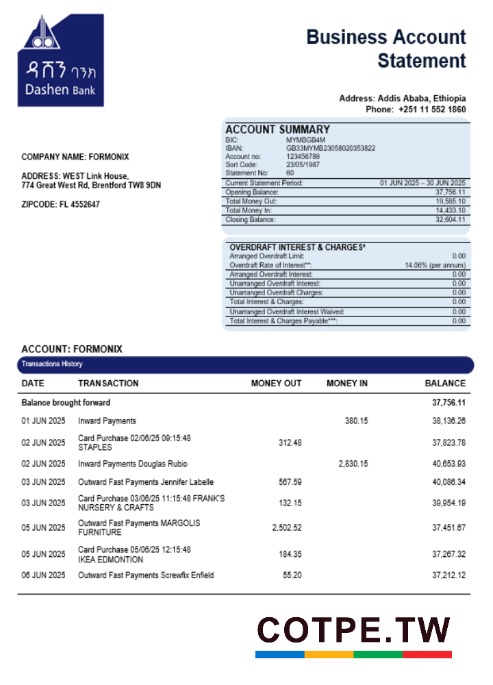 ዳሸን ባንክ
Dashen Bank
Business Account
Statement
Address: Addis Ababa, Ethiopia
Phone: +251 11 552 1860
COMPANY NAME: FORMONIX
ADDRESS: WEST Link House,
774 Great West Rd, Brentford TW8 9DN
ZIPCODE: FL 4552647
ACCOUNT SUMMARY
BIC: MYMBGB4M
IBAN: GB33MYMB23058020353822
Account no: 123456789
Sort Code: 23/05/1987
Statement No: 60
Current Statement Period: 01 JUN 2025 – 30 JUN 2025
Opening Balance: 37,756.11
Total Money Out: 19,585.10
Total Money In: 14,433.10
Closing Balance: 32,604.11
OVERDRAFT INTEREST & CHARGES*
Arranged Overdraft Limit: 0.00
Overdraft Rate of Interest**: 14.06% (per annum)
Arranged Overdraft Interest: 0.00
Unarranged Overdraft Interest: 0.00
Unarranged Overdraft Charges: 0.00
Total Interest & Charges: 0.00
Unarranged Overdraft Interest Waived: 0.00
Total Interest & Charges Payable***: 0.00
ACCOUNT: FORMONIX
Transactions History
DATE TRANSACTION MONEY OUT MONEY IN BALANCE
Balance brought forward 37,756.11
01 JUN 2025 Inward Payments 380.15 38,136.26
02 JUN 2025 Card Purchase 02/06/25 09:15:48 312.48 37,823.78
STAPLES
02 JUN 2025 Inward Payments Douglas Rubio 2,830.15 40,653.93
03 JUN 2025 Outward Fast Payments Jennifer Labelle 567.59 40,086.34
03 JUN 2025 Card Purchase 03/06/25 11:15:48 FRANK'S 132.15 39,954.19
NURSERY & CRAFTS
05 JUN 2025 Outward Fast Payments MARGOLIS 2,502.52 37,451.67
FURNITURE
05 JUN 2025 Card Purchase 05/06/25 12:15:48 184.35 37,267.32
IKEA EDMONTION
06 JUN 2025 Outward Fast Payments Screwfix Enfield 55.20 37,212.12
COTPE.TW